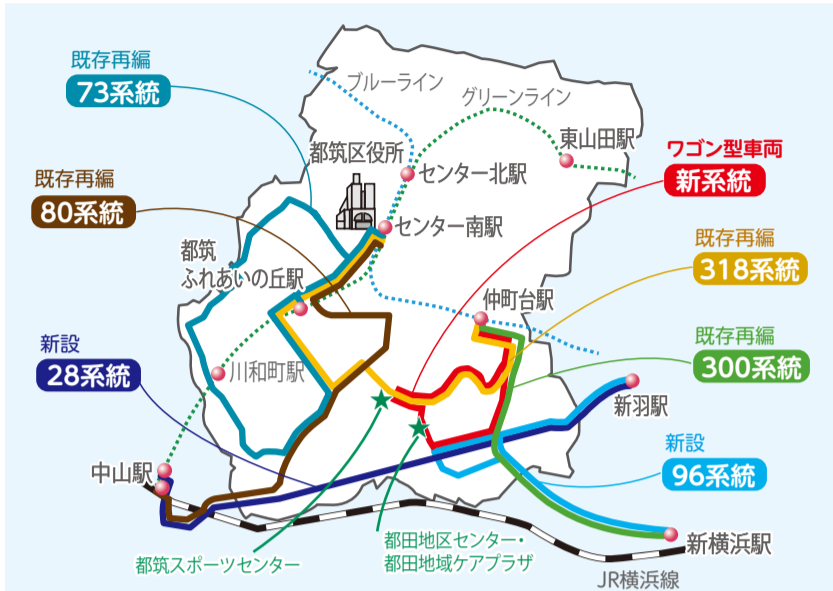 既存再編
73系統
ブルーライン
グリーンライン
東山田駅
都筑区役所
センター北駅
ワゴン型車両
新系統
既存再編
80系統
センター南駅
既存再編
318系統
都筑
ふれあいの丘駅
仲町台駅
新設
28系統
川和町駅
既存再編
300系統
新羽駅
新設
96系統
中山駅
都筑スポーツセンター
都田地区センター・
都田地域ケアプラザ
新横浜駅
JR横浜線